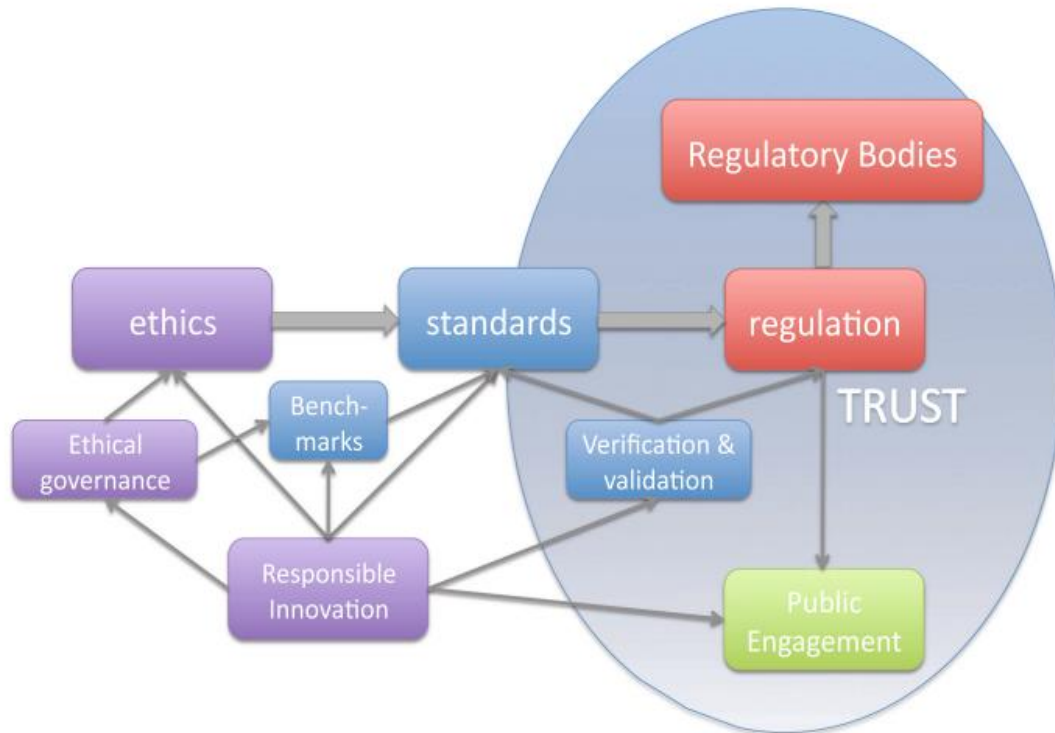 Regulatory Bodies
ethics
standards
regulation
TRUST
Bench-
marks
Ethical
governance
Verification &
validation
Responsible
Innovation
Public
Engagement